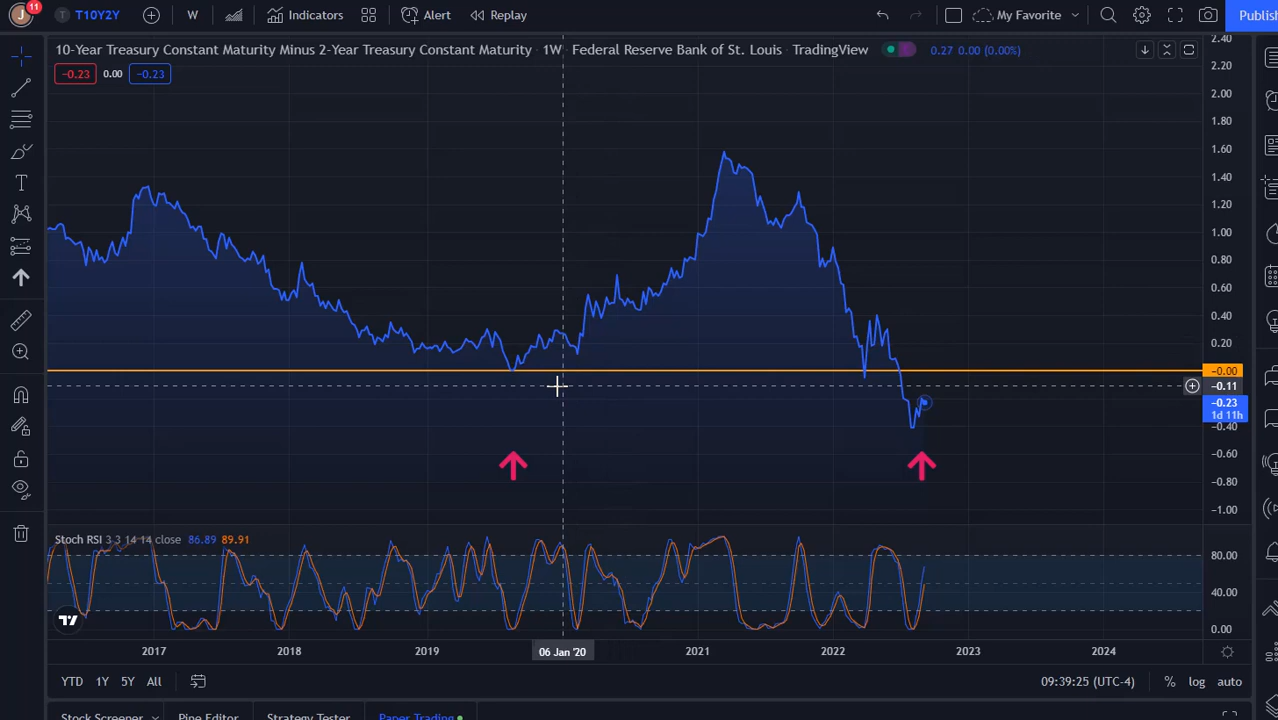 J 11 T T10Y2Y W Indicators Alert Replay My Favorite Publis
10-Year Treasury Constant Maturity Minus 2-Year Treasury Constant Maturity · 1W · Federal Reserve Bank of St. Louis · TradingView 0.27 0.00 (0.00%)
−0.23 0.00 −0.23
2.40
2.20
2.00
1.80
1.60
1.40
1.20
1.00
0.80
0.60
0.40
0.20
−0.00
−0.11
−0.23
1d 11h
−0.40
−0.60
−0.80
−1.00
Stoch RSI 3 3 14 14 close 86.89 89.91
80.00
40.00
0.00
2017 2018 2019 06 Jan '20 2021 2022 2023 2024
YTD 1Y 5Y All 09:39:25 (UTC-4) % log auto
Stock Screener Pine Editor Strategy Tester Paper Trading